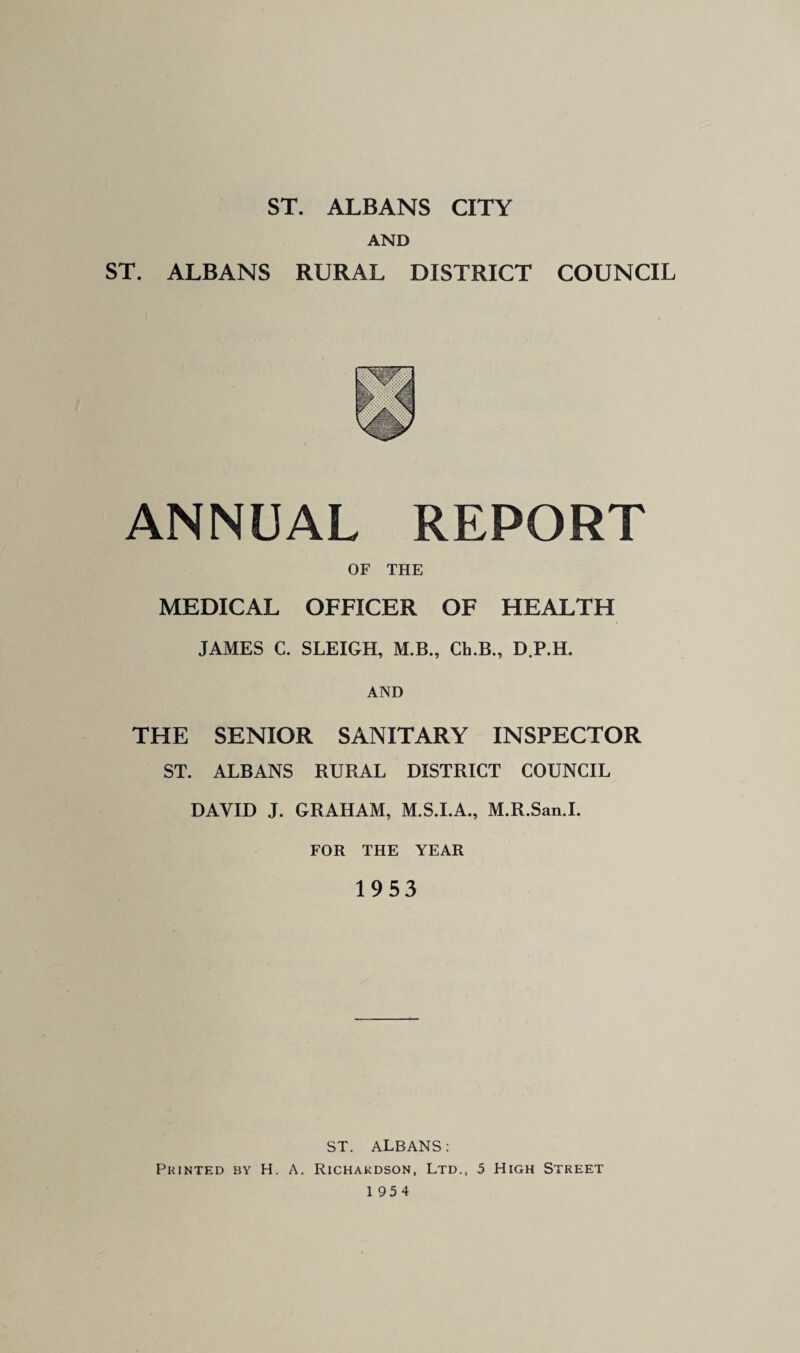 ST. ALBANS CITY
AND
ST. ALBANS RURAL DISTRICT COUNCIL
ANNUAL REPORT
OF THE
MEDICAL OFFICER OF HEALTH
JAMES C. SLEIGH, M.B., Ch.B., D.P.H.
AND
THE SENIOR SANITARY INSPECTOR
ST. ALBANS RURAL DISTRICT COUNCIL
DAVID J. GRAHAM, M.S.I.A., M.R.San.I.
FOR THE YEAR
1953
ST. ALBANS:
PRINTED BY H. A. RICHARDSON, LTD., 5 HIGH STREET
1954